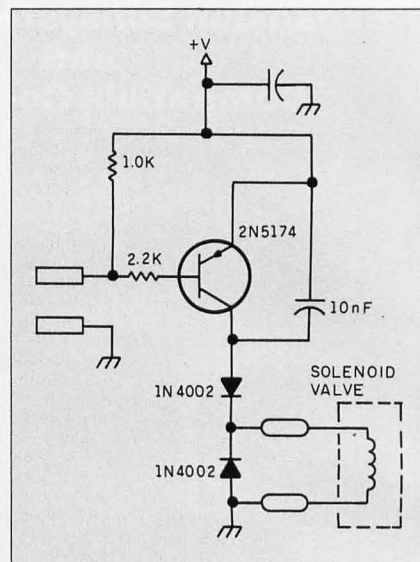 +V
1.0K
2N5174
2.2K
10nF
1N4002
SOLENOID
VALVE
1N4002